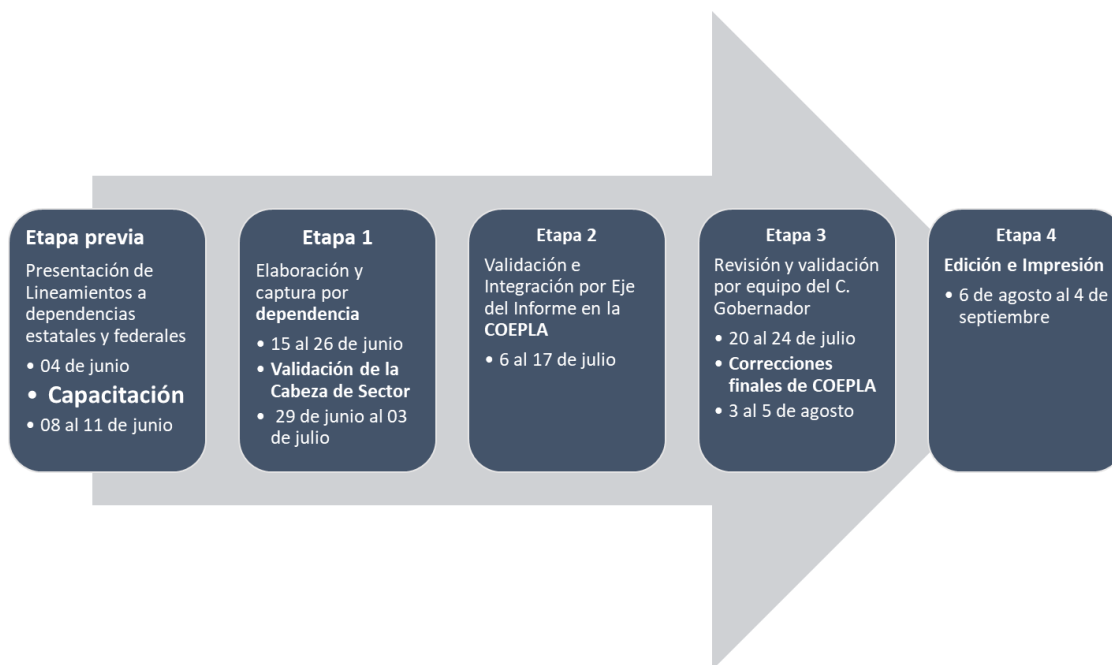 Etapa previa
Presentación de
Lineamientos a
dependencias
estatales y federales
• 04 de junio
• Capacitación
• 08 al 11 de junio
Etapa 1
Elaboración y
captura por
dependencia
• 15 al 26 de junio
• Validación de la
Cabeza de Sector
• 29 de junio al 03
de julio
Etapa 2
Validación e
Integración por Eje
del Informe en la
COEPLA
• 6 al 17 de julio
Etapa 3
Revisión y validación
por equipo del C.
Gobernador
• 20 al 24 de julio
• Correcciones
finales de COEPLA
• 3 al 5 de agosto
Etapa 4
Edición e Impresión
• 6 de agosto al 4 de
septiembre